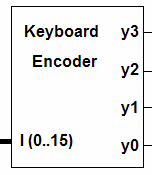 Keyboard y3
Encoder
y2
y1
I (0..15) y0